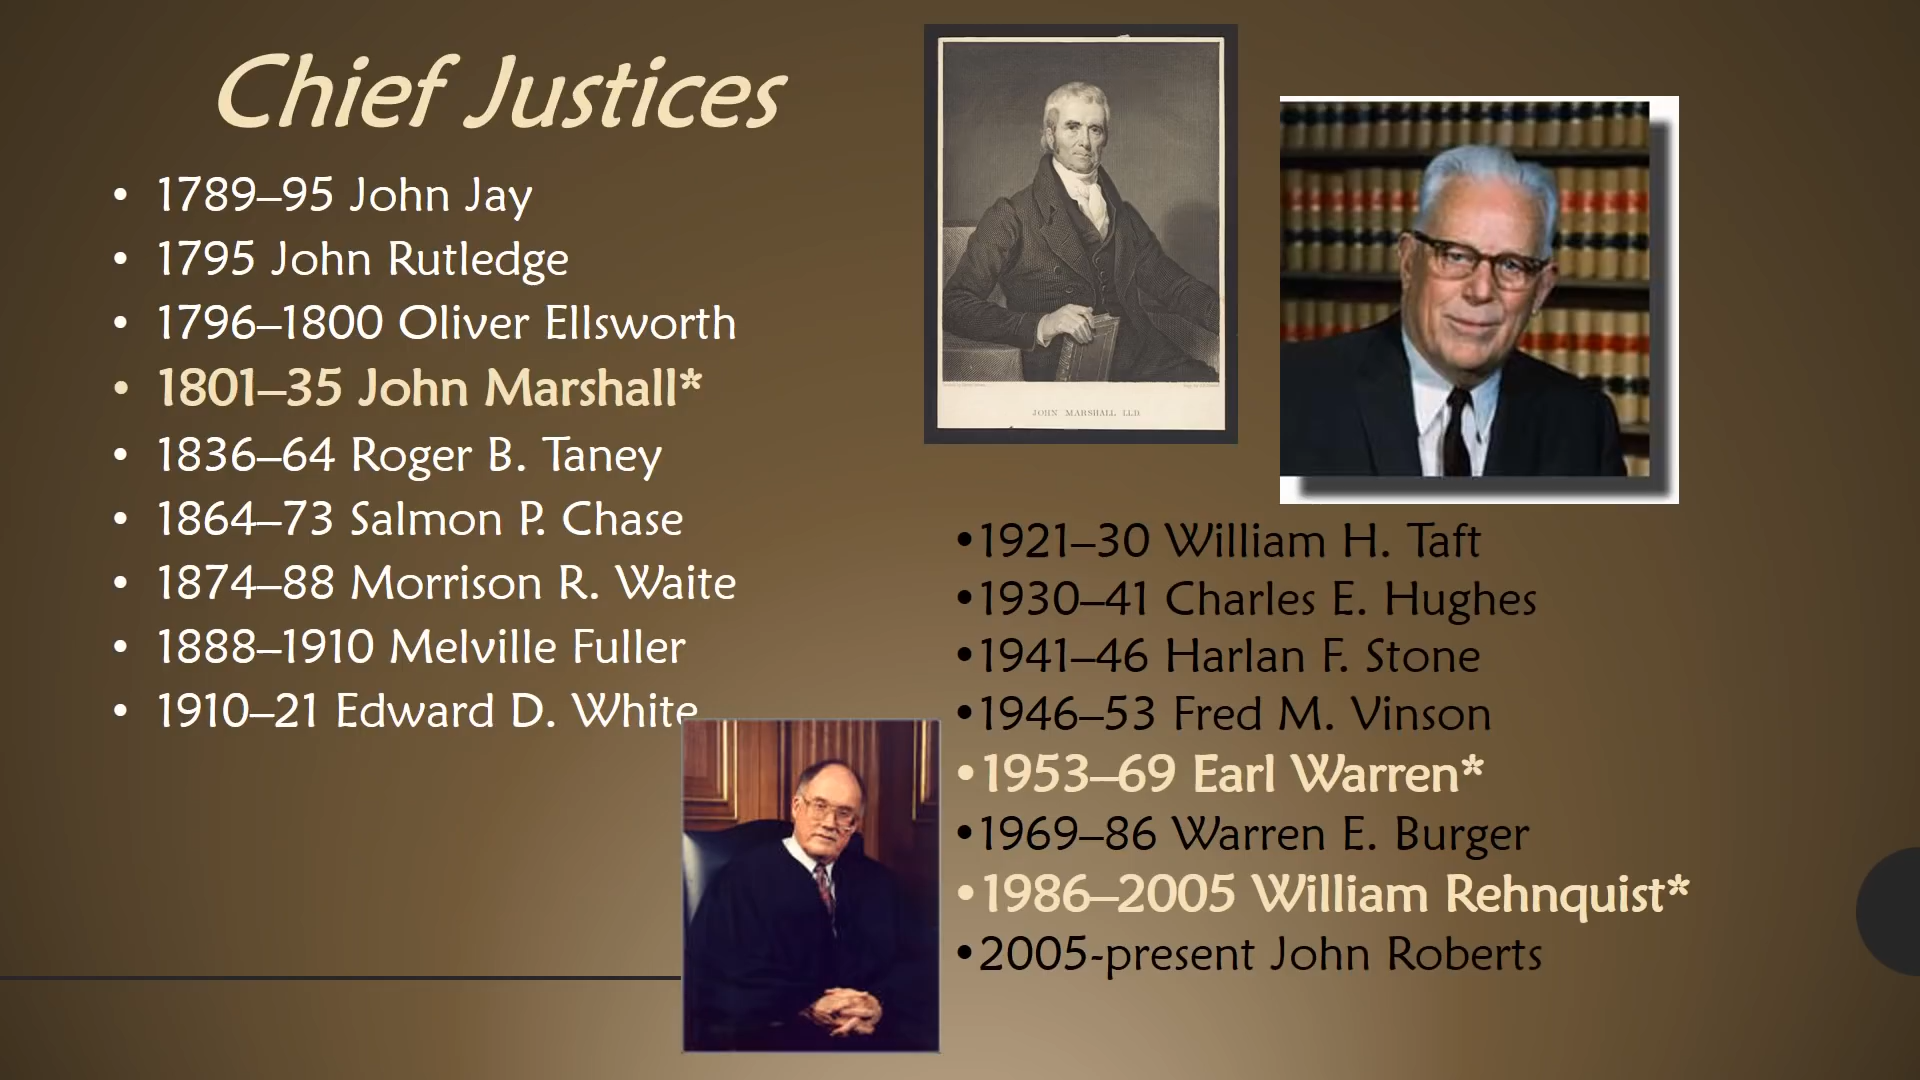 Chief Justices
• 1789–95 John Jay
• 1795 John Rutledge
• 1796–1800 Oliver Ellsworth
• 1801–35 John Marshall*
• 1836–64 Roger B. Taney
• 1864–73 Salmon P. Chase
• 1874–88 Morrison R. Waite
• 1888–1910 Melville Fuller
• 1910–21 Edward D. White
JOHN MARSHALL LLD.
•1921–30 William H. Taft
•1930–41 Charles E. Hughes
•1941–46 Harlan F. Stone
•1946–53 Fred M. Vinson
•1953–69 Earl Warren*
•1969–86 Warren E. Burger
•1986–2005 William Rehnquist*
•2005-present John Roberts